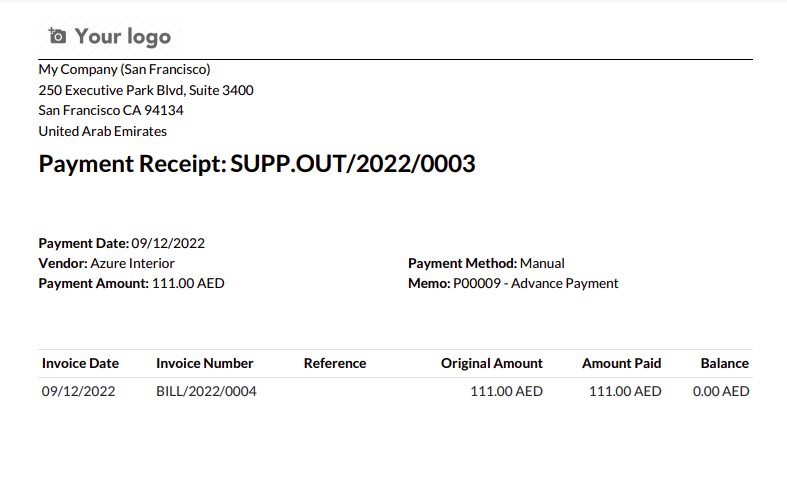 Your logo
My Company (San Francisco)
250 Executive Park Blvd, Suite 3400
San Francisco CA 94134
United Arab Emirates
Payment Receipt: SUPP.OUT/2022/0003
Payment Date: 09/12/2022
Vendor: Azure Interior Payment Method: Manual
Payment Amount: 111.00 AED Memo: P00009 - Advance Payment
Invoice Date Invoice Number Reference Original Amount Amount Paid Balance
09/12/2022 BILL/2022/0004 111.00 AED 111.00 AED 0.00 AED